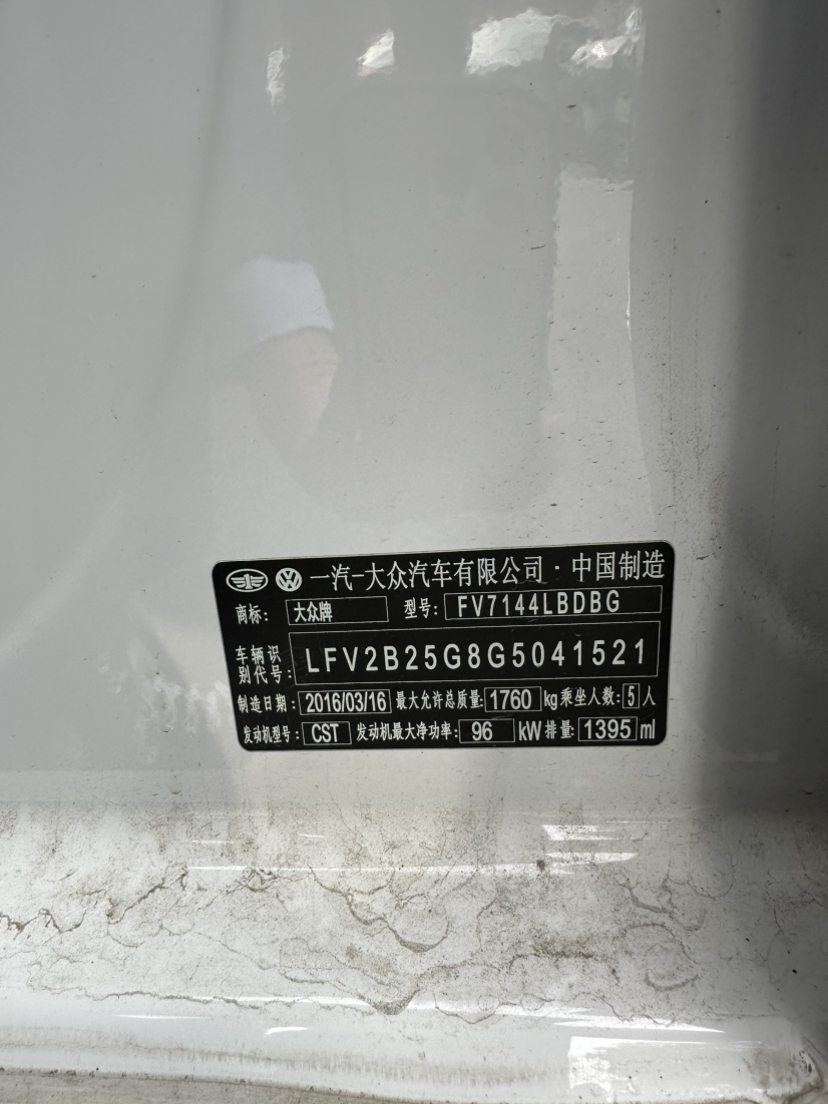 一汽-大众汽车有限公司·中国制造
商标: 大众牌 型号: FV7144LBDBG
车辆识别代号: LFV2B25G8G5041521
制造日期: 2016/03/16 最大允许总质量: 1760 kg 乘坐人数: 5 人
发动机型号: CST 发动机最大净功率: 96 kW 排量: 1395 ml